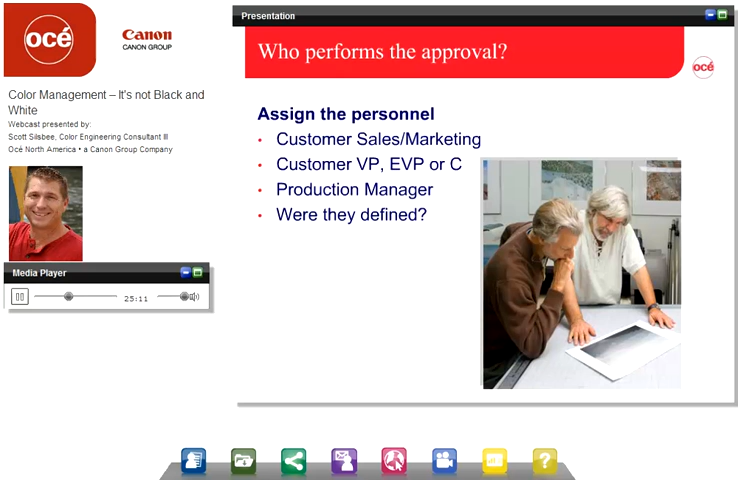 océ
Canon
CANON GROUP
Color Management – It's not Black and
White
Webcast presented by:
Scott Silsbee, Color Engineering Consultant III
Océ North America • a Canon Group Company
Media Player
25:11
Presentation
Who performs the approval?
océ
Assign the personnel
• Customer Sales/Marketing
• Customer VP, EVP or C
• Production Manager
• Were they defined?
?